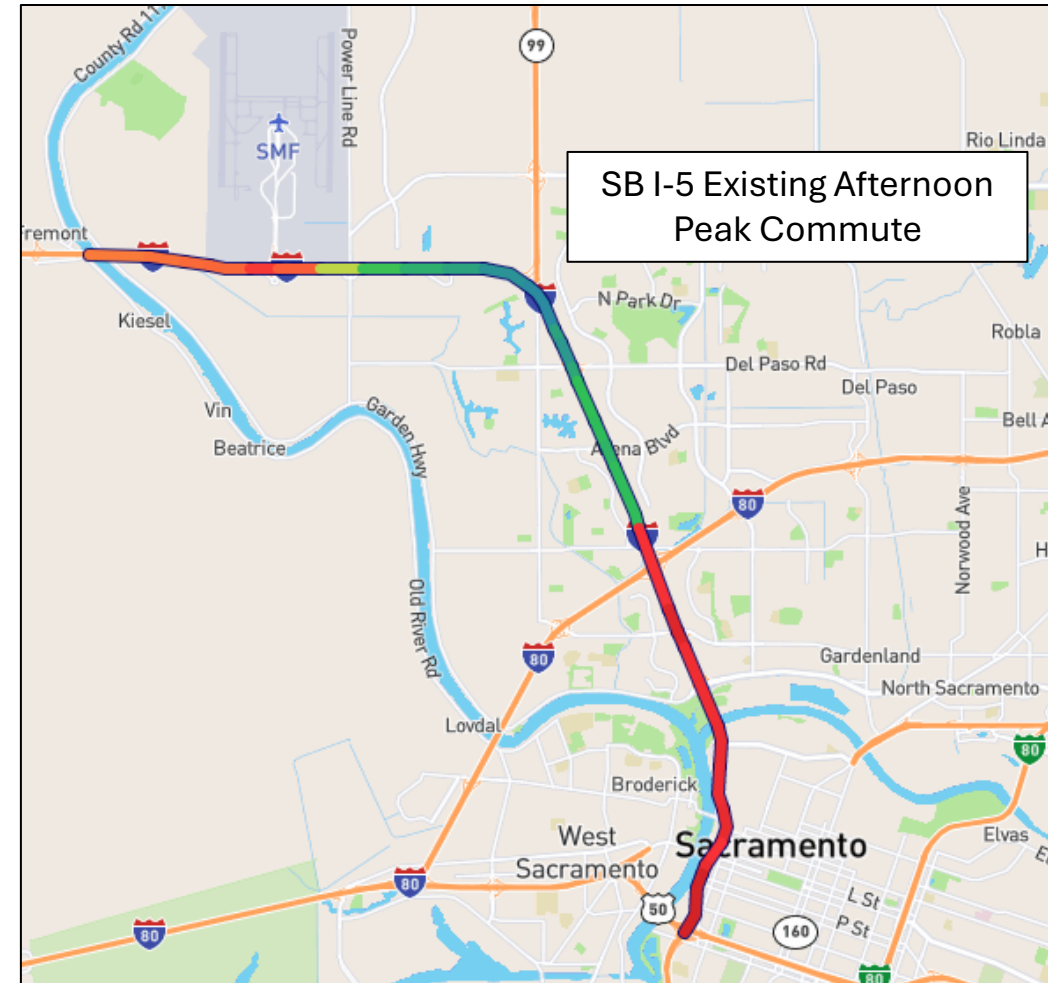 County Rd 117
99
Power Line Rd
Rio Linda
SMF
SB I-5 Existing Afternoon
Peak Commute
Fremont
N Park Dr
Kiesel
Robla
Del Paso Rd
Del Paso
Vin
Garden Hwy
Bell A
Beatrice
Arena Blvd
80
Norwood Ave
H
Old River Rd
80
Gardenland
North Sacramento
Lovdal
80
Broderick
West
Sacramento
Sacramento
Elvas
80
L St
50
P St
160
80
80